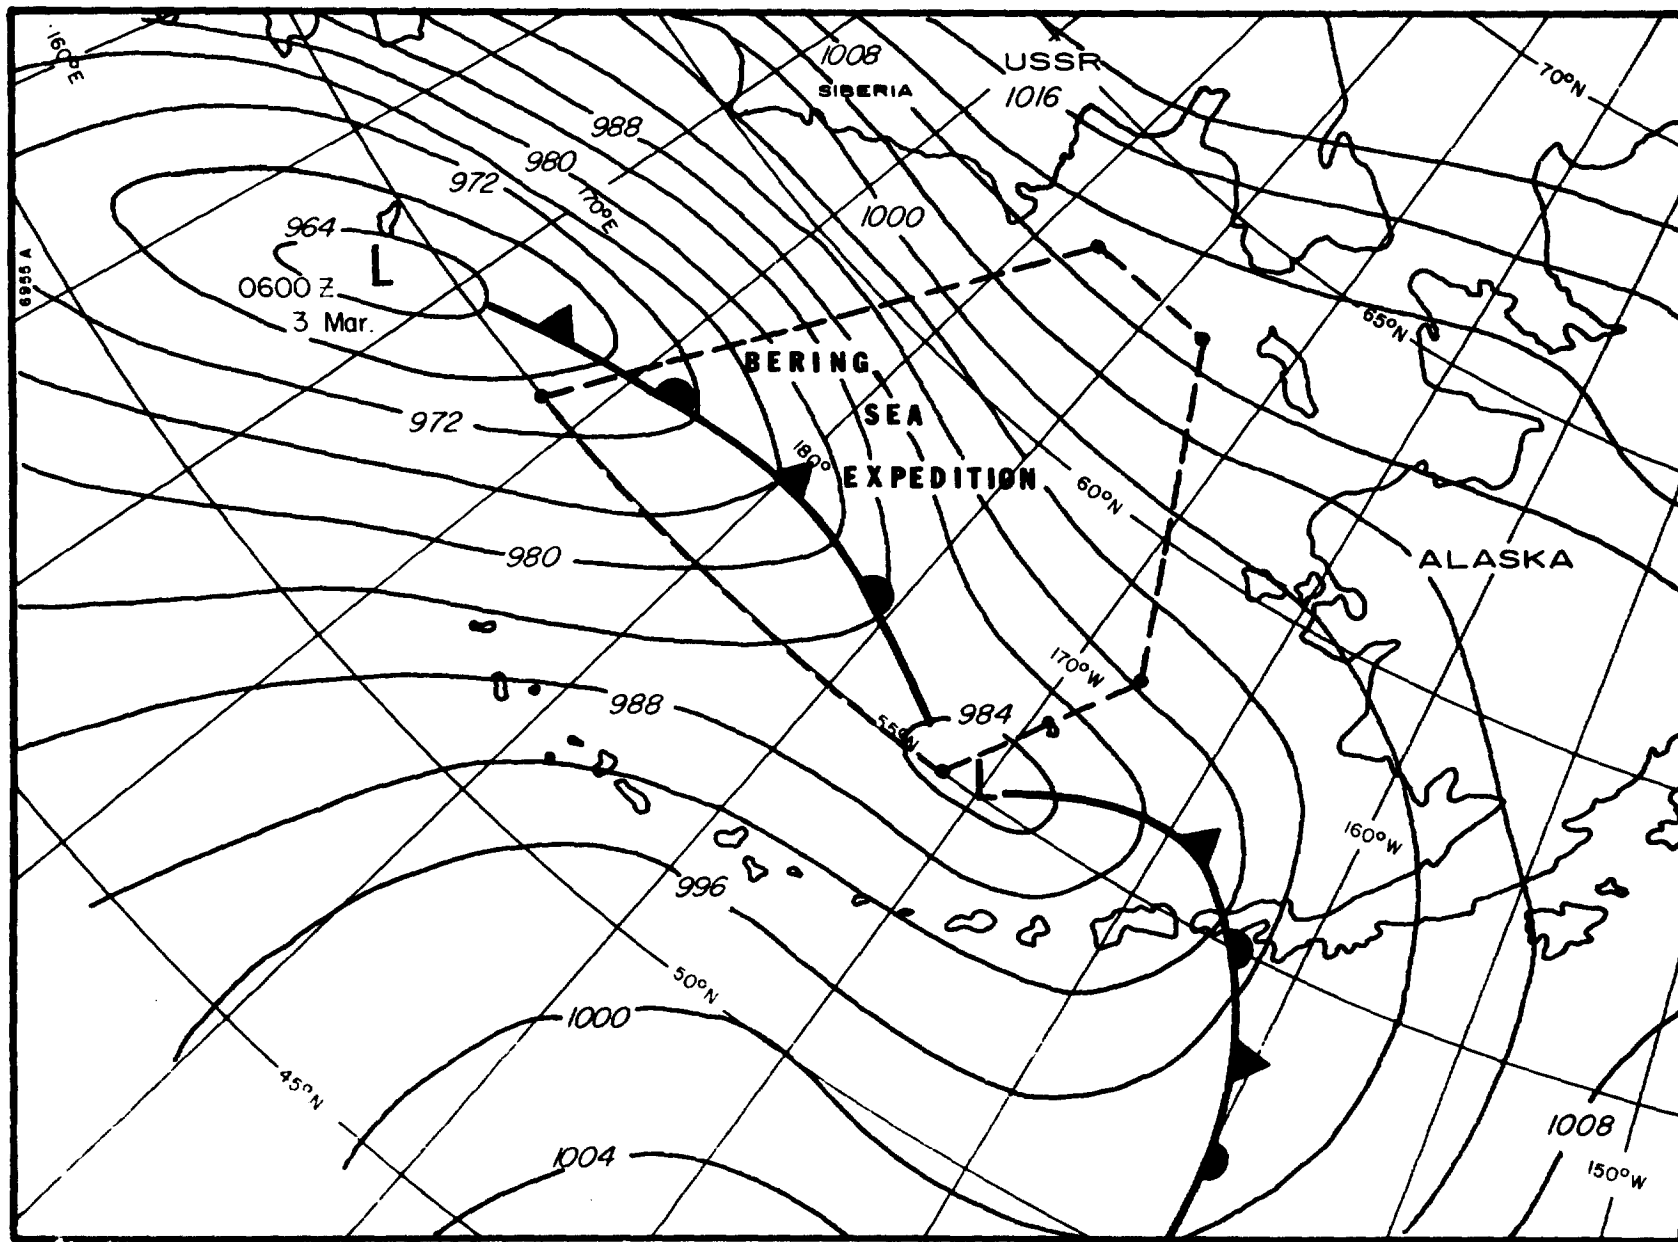 160°E
1008
USSR
SIBERIA
1016
70°N
988
980
972
170°E
1000
964
L
0600 Z
3 Mar.
6955 A
65°N
BERING
SEA
EXPEDITION
972
180°
60°N
980
ALASKA
170°W
988
984
55°N
L
160°W
996
50°N
1000
45°N
1004
1008
150°W